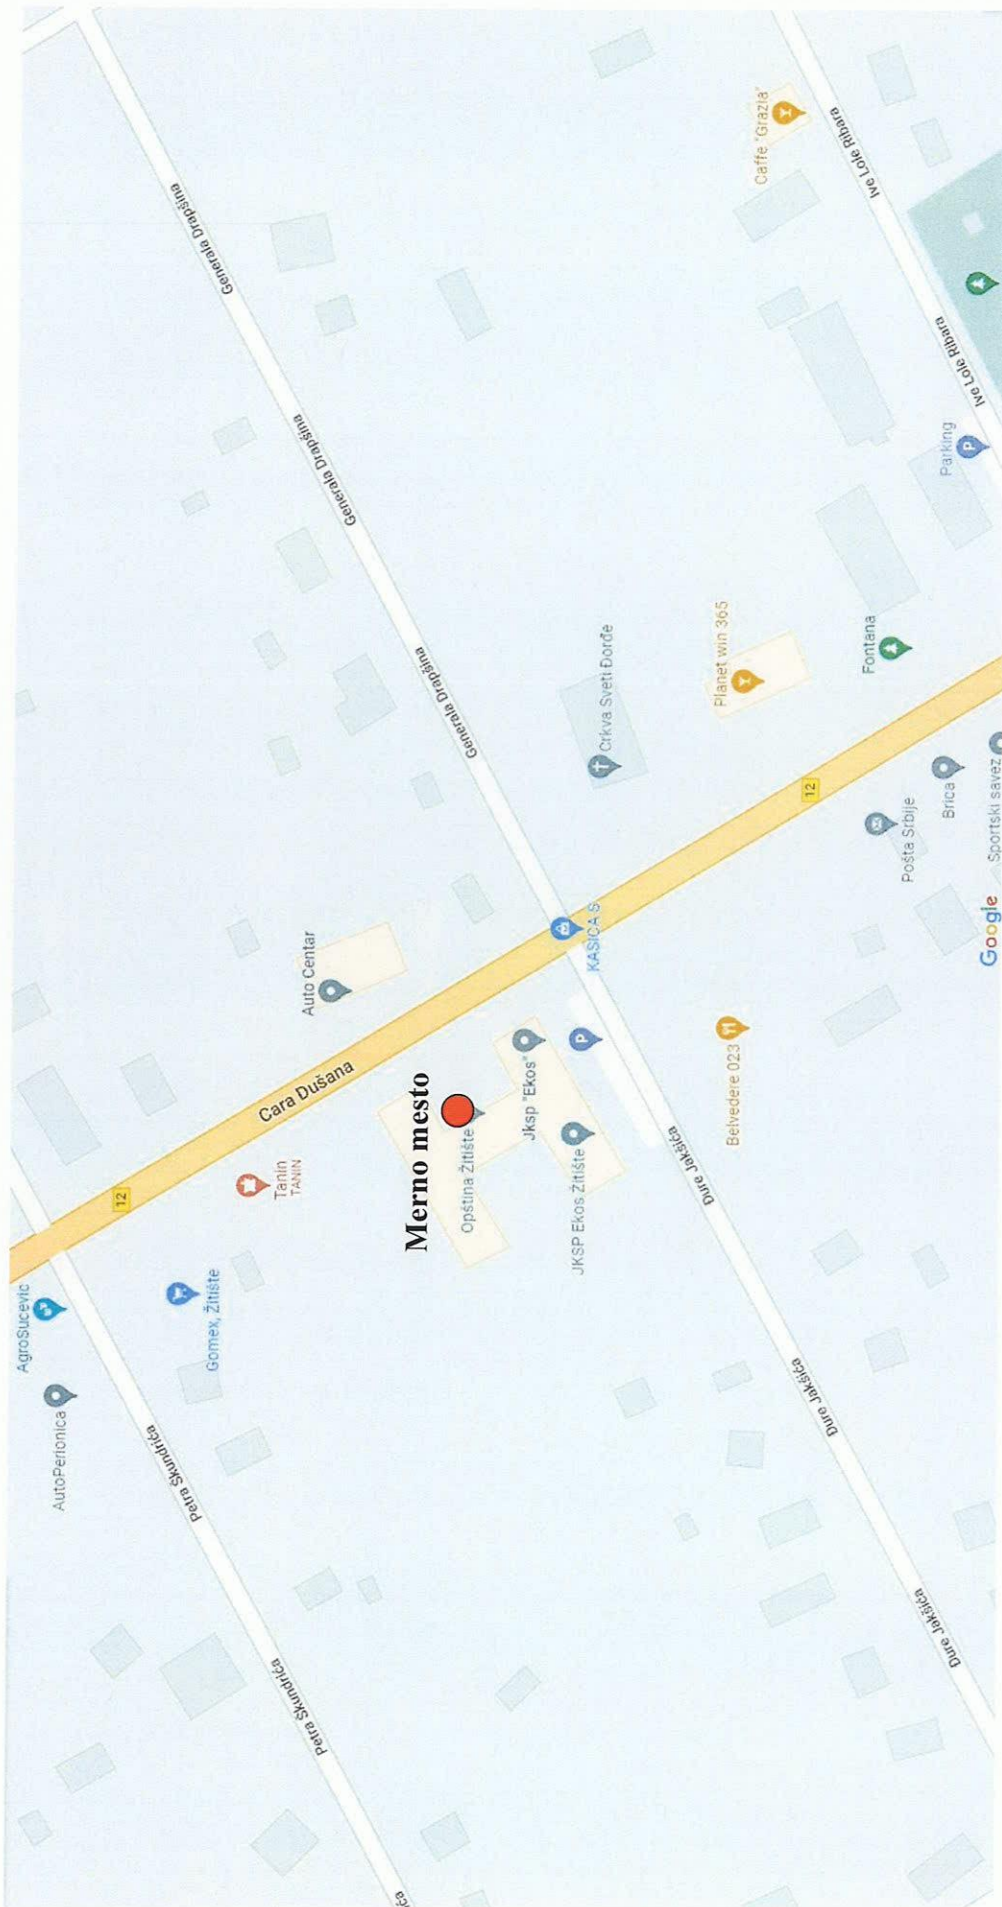 AgroSucevic
AutoPerionica
12
Petra Škundrića
Generala Drapšina
Gomex, Žitište
Tanin
TANIN
Petra Škundrića
Cara Dušana
Auto Centar
Generala Drapšina
Merno mesto
Generala Drapšina
Opština Žitište
Jksp "Ekos"
P
JKSP Ekos Žitište
KASICA S
Crkva Sveti Đorđe
Đure Jakšića
Planet win 365
Belvedere 023
Caffe "Grazia"
12
Đure Jakšića
Ive Lole Ribara
Fontana
Pošta Srbije
Đure Jakšića
Parking
P
Brica
Ive Lole Ribara
Google
Sportski savez